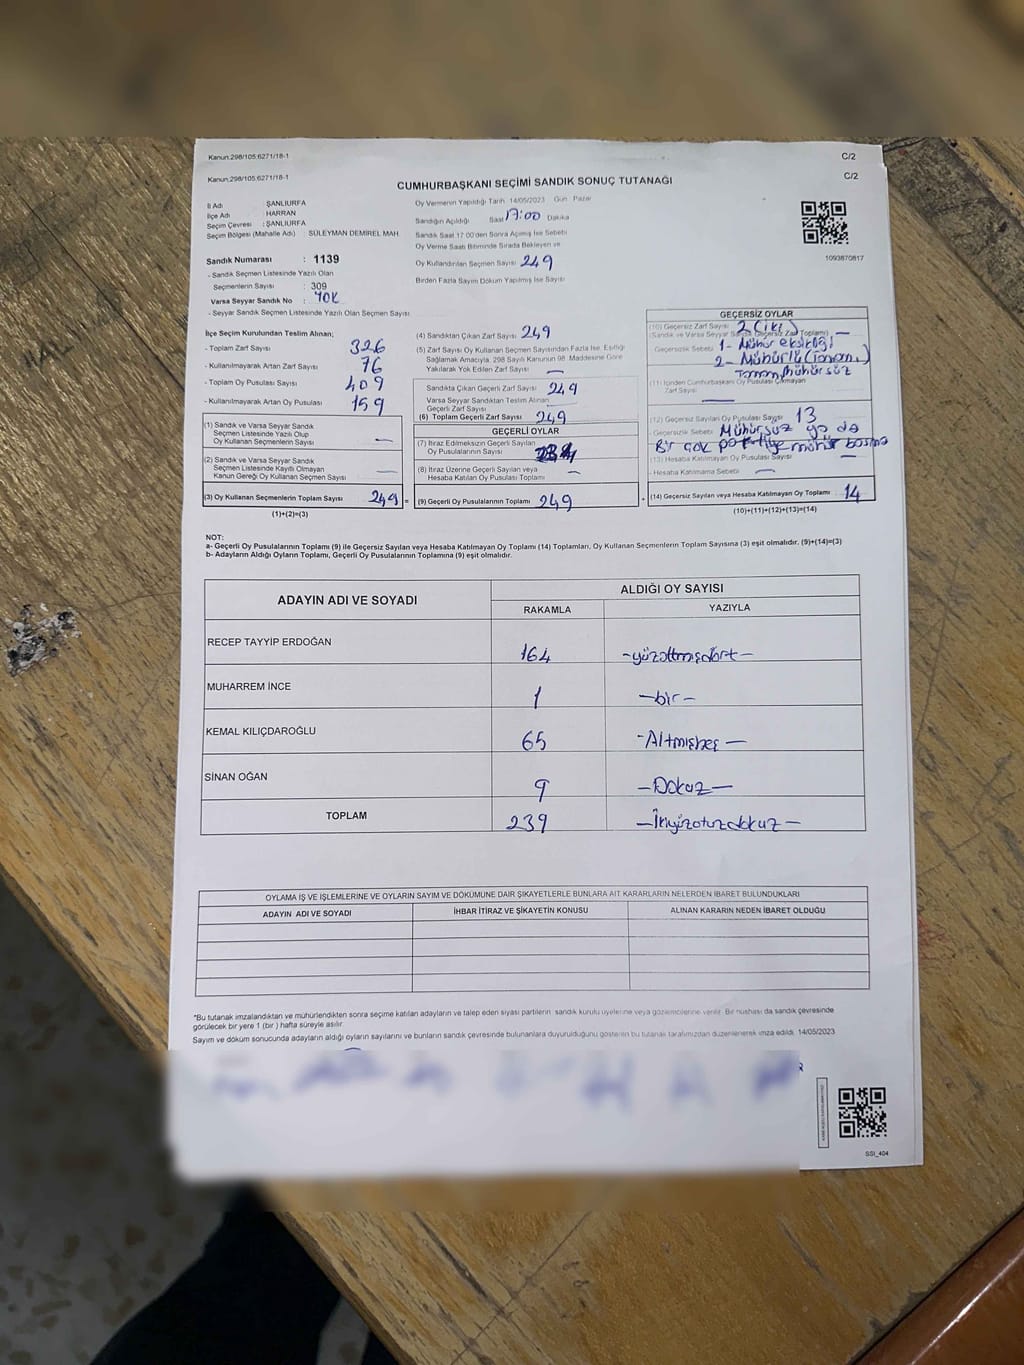 Kanun:298/105.6271/18-1
C/2
Kanun:298/105.6271/18-1
C/2
CUMHURBAŞKANI SEÇİMİ SANDIK SONUÇ TUTANAĞI
İl Adı : ŞANLIURFA
İlçe Adı : HARRAN
Seçim Çevresi : ŞANLIURFA
Seçim Bölgesi (Mahalle Adı) : SÜLEYMAN DEMİREL MAH.
Sandık Numarası : 1139
- Sandık Seçmen Listesinde Yazılı Olan
Seçmenlerin Sayısı : 309
Varsa Seyyar Sandık No : YOK
- Seyyar Sandık Seçmen Listesinde Yazılı Olan Seçmen Sayısı
Oy Vermenin Yapıldığı Tarih 14/05/2023 Gün Pazar
Sandığın Açıldığı Saat 17:00 Dakika
Sandık Saat 17.00'den Sonra Açılmış İse Sebebi
Oy Verme Saati Bitiminde Sırada Bekleyen ve
Oy Kullandırılan Seçmen Sayısı 249
Birden Fazla Sayım Döküm Yapılmış İse Sayısı
1093870817
İlçe Seçim Kurulundan Teslim Alınan;
- Toplam Zarf Sayısı 326
- Kullanılmayarak Artan Zarf Sayısı 76
- Toplam Oy Pusulası Sayısı 409
- Kullanılmayarak Artan Oy Pusulası 159
(1) Sandık ve Varsa Seyyar Sandık
Seçmen Listesinde Yazılı Olup
Oy Kullanan Seçmenlerin Sayısı —
(2) Sandık ve Varsa Seyyar Sandık
Seçmen Listesinde Kayıtlı Olmayan
Kanun Gereği Oy Kullanan Seçmen Sayısı —
(3) Oy Kullanan Seçmenlerin Toplam Sayısı 249 =
(1)+(2)=(3)
(4) Sandıktan Çıkan Zarf Sayısı 249
(5) Zarf Sayısı Oy Kullanan Seçmen Sayısından Fazla İse, Eşitliği
Sağlamak Amacıyla, 298 Sayılı Kanunun 98. Maddesine Göre
Yakılarak Yok Edilen Zarf Sayısı —
Sandıkta Çıkan Geçerli Zarf Sayısı 249
Varsa Seyyar Sandıktan Teslim Alınan
Geçerli Zarf Sayısı —
(6) Toplam Geçerli Zarf Sayısı 249
GEÇERLİ OYLAR
(7) İtiraz Edilmeksizin Geçerli Sayılan
Oy Pusulası Sayısı
(8) İtiraz Üzerine Geçerli Sayılan veya
Hesaba Katılan Oy Pusulası Toplamı —
(9) Geçerli Oy Pusulalarının Toplamı 249 +
GEÇERSİZ OYLAR
(10) Geçersiz Zarf Sayısı 2 (iki)
(Sandık ve Varsa Seyyar Sandık Geçersiz Zarf Toplamı) —
Geçersizlik Sebebi 1- Mühür eksikliği
2- Mühürlü
Mühürsüz
(11) İçinden Cumhurbaşkanı Oy Pusulası Çıkmayan
Zarf Sayısı —
(12) Geçersiz Sayılan Oy Pusulası Sayısı 13
- Geçersizlik Sebebi Mühürsüz ya da
Bir çok partiye mühür basma
(13) Hesaba Katılmayan Oy Pusulası Sayısı —
- Hesaba Katılmama Sebebi —
(14) Geçersiz Sayılan veya Hesaba Katılmayan Oy Toplamı 14
(10)+(11)+(12)+(13)=(14)
NOT:
a- Geçerli Oy Pusulalarının Toplamı (9) ile Geçersiz Sayılan veya Hesaba Katılmayan Oy Toplamı (14) Toplamları, Oy Kullanan Seçmenlerin Toplam Sayısına (3) eşit olmalıdır. (9)+(14)=(3)
b- Adayların Aldığı Oyların Toplamı, Geçerli Oy Pusulalarının Toplamına (9) eşit olmalıdır.
ADAYIN ADI VE SOYADI
ALDIĞI OY SAYISI
RAKAMLA YAZIYLA
RECEP TAYYİP ERDOĞAN 164 -yüzaltmışdört-
MUHARREM İNCE 1 -bir-
KEMAL KILIÇDAROĞLU 65 -Altmışbeş-
SİNAN OĞAN 9 -Dokuz-
TOPLAM 239 -İkiyüzotuzdokuz-
OYLAMA İŞ VE İŞLEMLERİNE VE OYLARIN SAYIM VE DÖKÜMÜNE DAİR ŞİKAYETLERLE BUNLARA AİT KARARLARIN NELERDEN İBARET BULUNDUKLARI
ADAYIN ADI VE SOYADI İHBAR İTİRAZ VE ŞİKAYETİN KONUSU ALINAN KARARIN NEDEN İBARET OLDUĞU
*Bu tutanak imzalandıktan ve mühürlendikten sonra seçime katılan adayların ve talep eden siyasi partilerin sandık kurulu üyelerine veya gözlemcilerine verilir. Bir nüshası da sandık çevresinde
görülecek bir yere 1 (bir) hafta süreyle asılır.
Sayım ve döküm sonucunda adayların aldığı oyların sayılarını ve bunların sandık çevresinde bulunanlara duyurulduğunu gösteren bu tutanak tarafımızdan düzenlenerek imza edildi. 14/05/2023
SSI_404